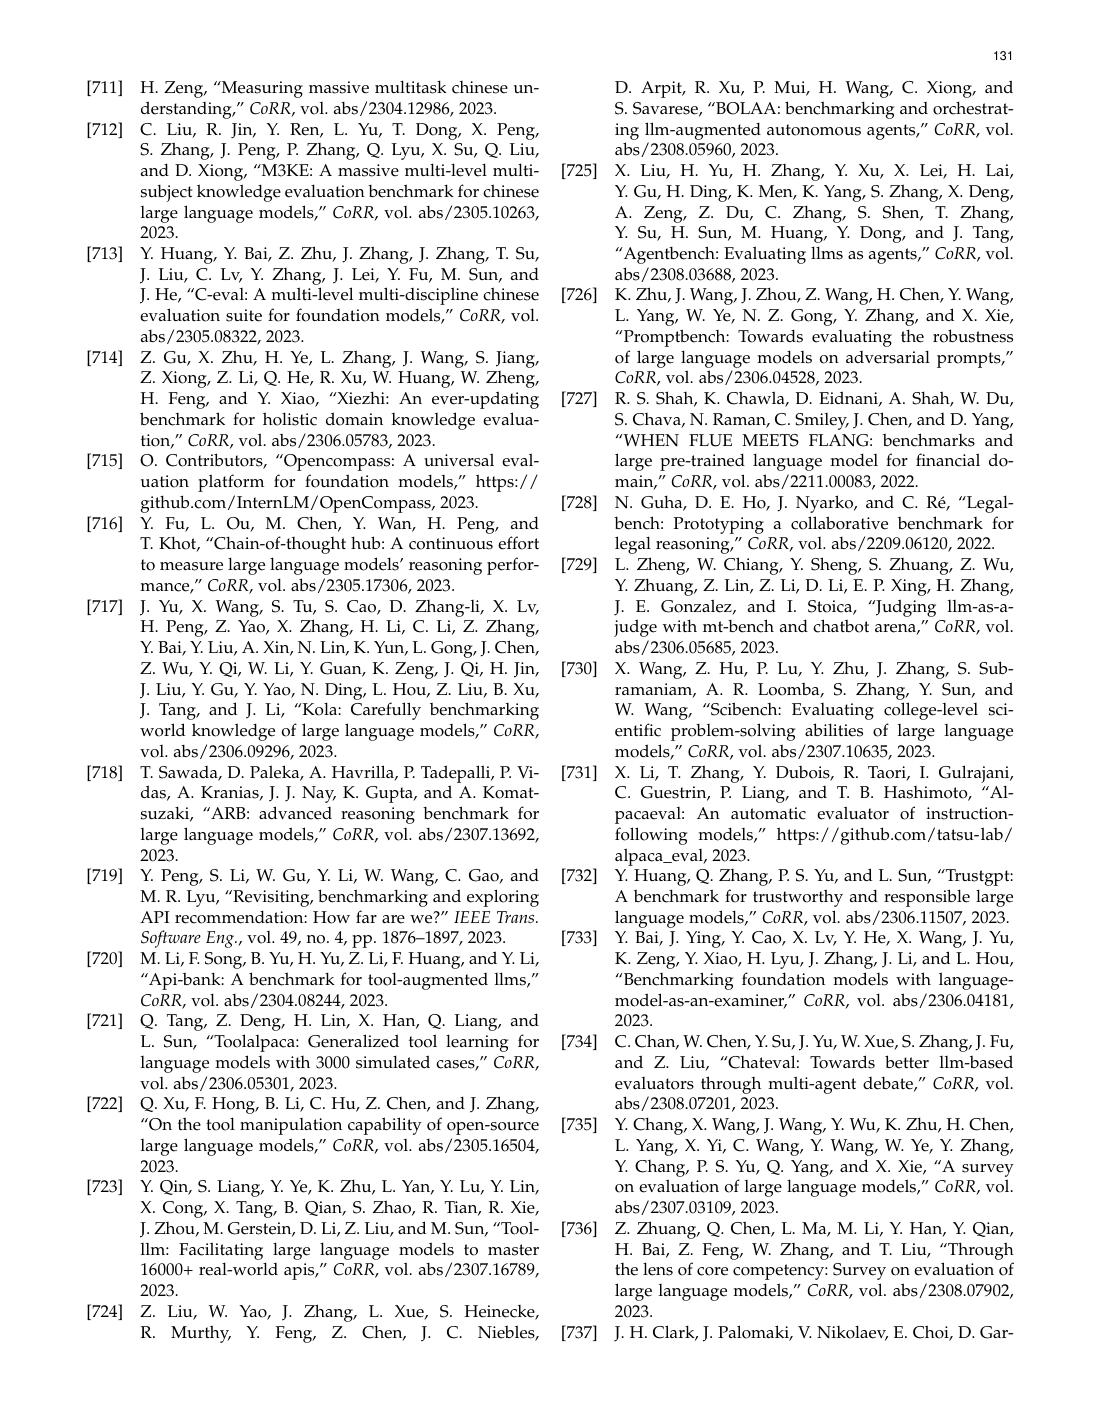 131
[711] H. Zeng, “Measuring massive multitask chinese un-
derstanding,” CoRR, vol. abs/2304.12986, 2023.
[712] C. Liu, R. Jin, Y. Ren, L. Yu, T. Dong, X. Peng,
S. Zhang, J. Peng, P. Zhang, Q. Lyu, X. Su, Q. Liu,
and D. Xiong, “M3KE: A massive multi-level multi-
subject knowledge evaluation benchmark for chinese
large language models,” CoRR, vol. abs/2305.10263,
2023.
[713] Y. Huang, Y. Bai, Z. Zhu, J. Zhang, J. Zhang, T. Su,
J. Liu, C. Lv, Y. Zhang, J. Lei, Y. Fu, M. Sun, and
J. He, “C-eval: A multi-level multi-discipline chinese
evaluation suite for foundation models,” CoRR, vol.
abs/2305.08322, 2023.
[714] Z. Gu, X. Zhu, H. Ye, L. Zhang, J. Wang, S. Jiang,
Z. Xiong, Z. Li, Q. He, R. Xu, W. Huang, W. Zheng,
H. Feng, and Y. Xiao, “Xiezhi: An ever-updating
benchmark for holistic domain knowledge evalua-
tion,” CoRR, vol. abs/2306.05783, 2023.
[715] O. Contributors, “Opencompass: A universal eval-
uation platform for foundation models,” https://
github.com/InternLM/OpenCompass, 2023.
[716] Y. Fu, L. Ou, M. Chen, Y. Wan, H. Peng, and
T. Khot, “Chain-of-thought hub: A continuous effort
to measure large language models’ reasoning perfor-
mance,” CoRR, vol. abs/2305.17306, 2023.
[717] J. Yu, X. Wang, S. Tu, S. Cao, D. Zhang-li, X. Lv,
H. Peng, Z. Yao, X. Zhang, H. Li, C. Li, Z. Zhang,
Y. Bai, Y. Liu, A. Xin, N. Lin, K. Yun, L. Gong, J. Chen,
Z. Wu, Y. Qi, W. Li, Y. Guan, K. Zeng, J. Qi, H. Jin,
J. Liu, Y. Gu, Y. Yao, N. Ding, L. Hou, Z. Liu, B. Xu,
J. Tang, and J. Li, “Kola: Carefully benchmarking
world knowledge of large language models,” CoRR,
vol. abs/2306.09296, 2023.
[718] T. Sawada, D. Paleka, A. Havrilla, P. Tadepalli, P. Vi-
das, A. Kranias, J. J. Nay, K. Gupta, and A. Komat-
suzaki, “ARB: advanced reasoning benchmark for
large language models,” CoRR, vol. abs/2307.13692,
2023.
[719] Y. Peng, S. Li, W. Gu, Y. Li, W. Wang, C. Gao, and
M. R. Lyu, “Revisiting, benchmarking and exploring
API recommendation: How far are we?” IEEE Trans.
Software Eng., vol. 49, no. 4, pp. 1876–1897, 2023.
[720] M. Li, F. Song, B. Yu, H. Yu, Z. Li, F. Huang, and Y. Li,
“Api-bank: A benchmark for tool-augmented llms,”
CoRR, vol. abs/2304.08244, 2023.
[721] Q. Tang, Z. Deng, H. Lin, X. Han, Q. Liang, and
L. Sun, “Toolalpaca: Generalized tool learning for
language models with 3000 simulated cases,” CoRR,
vol. abs/2306.05301, 2023.
[722] Q. Xu, F. Hong, B. Li, C. Hu, Z. Chen, and J. Zhang,
“On the tool manipulation capability of open-source
large language models,” CoRR, vol. abs/2305.16504,
2023.
[723] Y. Qin, S. Liang, Y. Ye, K. Zhu, L. Yan, Y. Lu, Y. Lin,
X. Cong, X. Tang, B. Qian, S. Zhao, R. Tian, R. Xie,
J. Zhou, M. Gerstein, D. Li, Z. Liu, and M. Sun, “Tool-
llm: Facilitating large language models to master
16000+ real-world apis,” CoRR, vol. abs/2307.16789,
2023.
[724] Z. Liu, W. Yao, J. Zhang, L. Xue, S. Heinecke,
R. Murthy, Y. Feng, Z. Chen, J. C. Niebles,
D. Arpit, R. Xu, P. Mui, H. Wang, C. Xiong, and
S. Savarese, “BOLAA: benchmarking and orchestrat-
ing llm-augmented autonomous agents,” CoRR, vol.
abs/2308.05960, 2023.
[725] X. Liu, H. Yu, H. Zhang, Y. Xu, X. Lei, H. Lai,
Y. Gu, H. Ding, K. Men, K. Yang, S. Zhang, X. Deng,
A. Zeng, Z. Du, C. Zhang, S. Shen, T. Zhang,
Y. Su, H. Sun, M. Huang, Y. Dong, and J. Tang,
“Agentbench: Evaluating llms as agents,” CoRR, vol.
abs/2308.03688, 2023.
[726] K. Zhu, J. Wang, J. Zhou, Z. Wang, H. Chen, Y. Wang,
L. Yang, W. Ye, N. Z. Gong, Y. Zhang, and X. Xie,
“Promptbench: Towards evaluating the robustness
of large language models on adversarial prompts,”
CoRR, vol. abs/2306.04528, 2023.
[727] R. S. Shah, K. Chawla, D. Eidnani, A. Shah, W. Du,
S. Chava, N. Raman, C. Smiley, J. Chen, and D. Yang,
“WHEN FLUE MEETS FLANG: benchmarks and
large pre-trained language model for financial do-
main,” CoRR, vol. abs/2211.00083, 2022.
[728] N. Guha, D. E. Ho, J. Nyarko, and C. Ré, “Legal-
bench: Prototyping a collaborative benchmark for
legal reasoning,” CoRR, vol. abs/2209.06120, 2022.
[729] L. Zheng, W. Chiang, Y. Sheng, S. Zhuang, Z. Wu,
Y. Zhuang, Z. Lin, Z. Li, D. Li, E. P. Xing, H. Zhang,
J. E. Gonzalez, and I. Stoica, “Judging llm-as-a-
judge with mt-bench and chatbot arena,” CoRR, vol.
abs/2306.05685, 2023.
[730] X. Wang, Z. Hu, P. Lu, Y. Zhu, J. Zhang, S. Sub-
ramaniam, A. R. Loomba, S. Zhang, Y. Sun, and
W. Wang, “Scibench: Evaluating college-level sci-
entific problem-solving abilities of large language
models,” CoRR, vol. abs/2307.10635, 2023.
[731] X. Li, T. Zhang, Y. Dubois, R. Taori, I. Gulrajani,
C. Guestrin, P. Liang, and T. B. Hashimoto, “Al-
pacaeval: An automatic evaluator of instruction-
following models,” https://github.com/tatsu-lab/
alpaca_eval, 2023.
[732] Y. Huang, Q. Zhang, P. S. Yu, and L. Sun, “Trustgpt:
A benchmark for trustworthy and responsible large
language models,” CoRR, vol. abs/2306.11507, 2023.
[733] Y. Bai, J. Ying, Y. Cao, X. Lv, Y. He, X. Wang, J. Yu,
K. Zeng, Y. Xiao, H. Lyu, J. Zhang, J. Li, and L. Hou,
“Benchmarking foundation models with language-
model-as-an-examiner,” CoRR, vol. abs/2306.04181,
2023.
[734] C. Chan, W. Chen, Y. Su, J. Yu, W. Xue, S. Zhang, J. Fu,
and Z. Liu, “Chateval: Towards better llm-based
evaluators through multi-agent debate,” CoRR, vol.
abs/2308.07201, 2023.
[735] Y. Chang, X. Wang, J. Wang, Y. Wu, K. Zhu, H. Chen,
L. Yang, X. Yi, C. Wang, Y. Wang, W. Ye, Y. Zhang,
Y. Chang, P. S. Yu, Q. Yang, and X. Xie, “A survey
on evaluation of large language models,” CoRR, vol.
abs/2307.03109, 2023.
[736] Z. Zhuang, Q. Chen, L. Ma, M. Li, Y. Han, Y. Qian,
H. Bai, Z. Feng, W. Zhang, and T. Liu, “Through
the lens of core competency: Survey on evaluation of
large language models,” CoRR, vol. abs/2308.07902,
2023.
[737] J. H. Clark, J. Palomaki, V. Nikolaev, E. Choi, D. Gar-